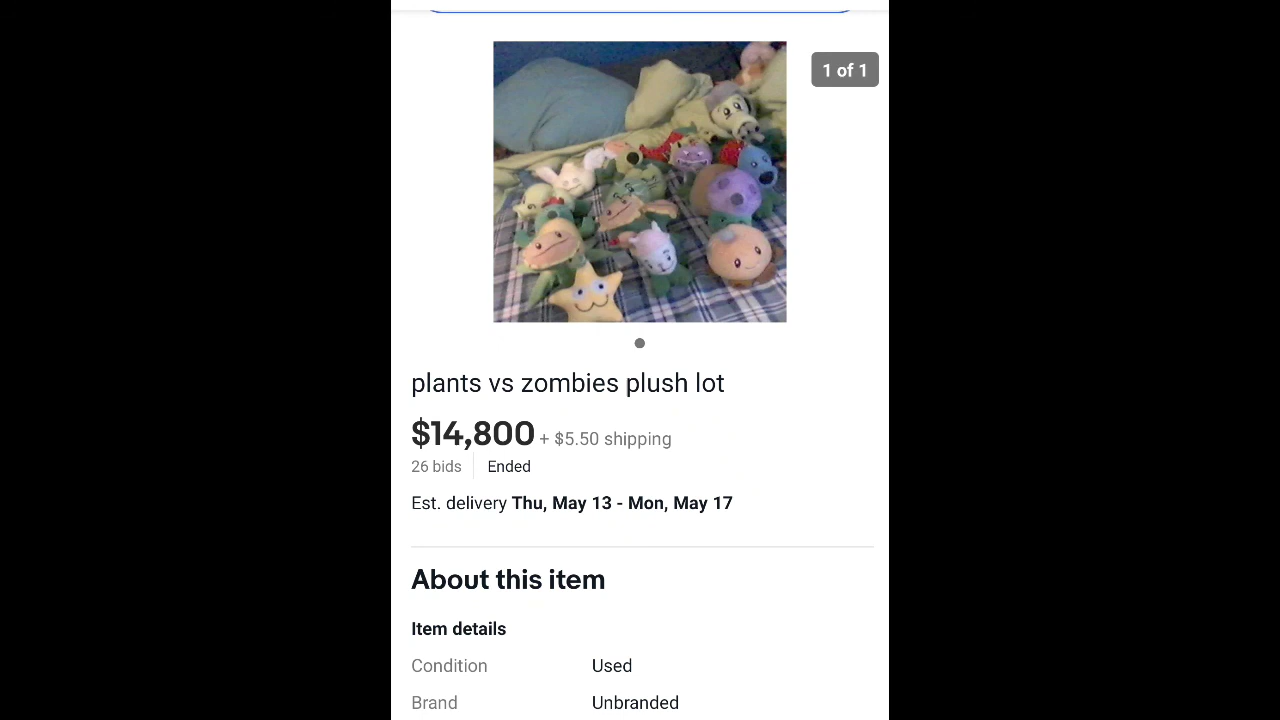 1 of 1
plants vs zombies plush lot
$14,800 + $5.50 shipping
26 bids Ended
Est. delivery Thu, May 13 - Mon, May 17
About this item
Item details
Condition Used
Brand Unbranded